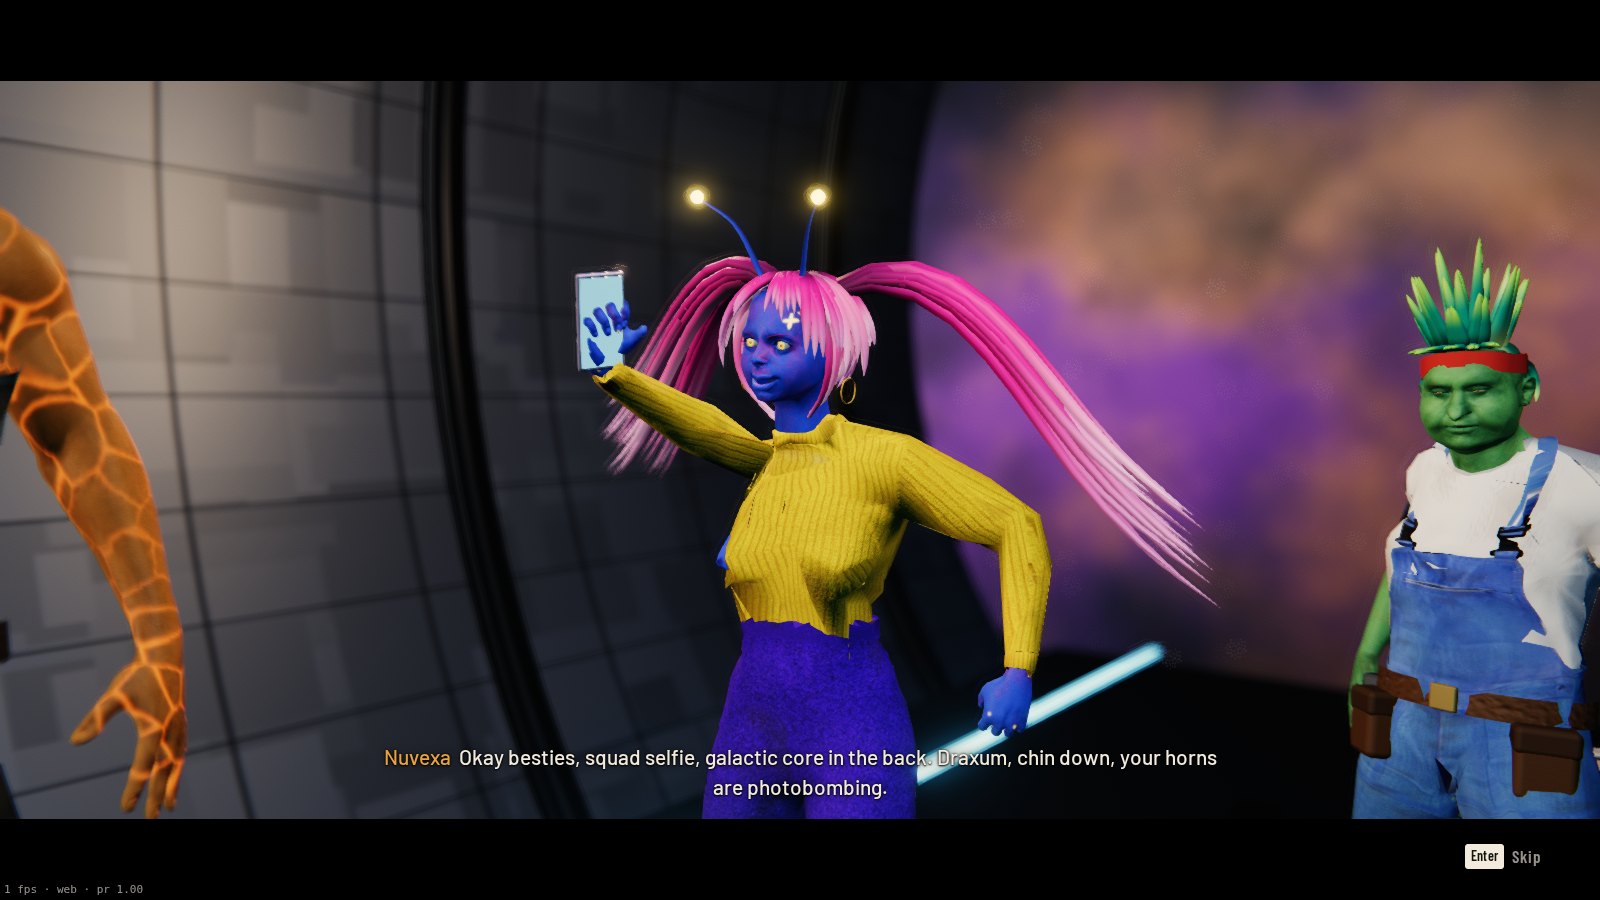 Nuvexa Okay besties, squad selfie, galactic core in the back. Draxum, chin down, your horns
are photobombing.
Enter Skip
1 fps · web · pr 1.00